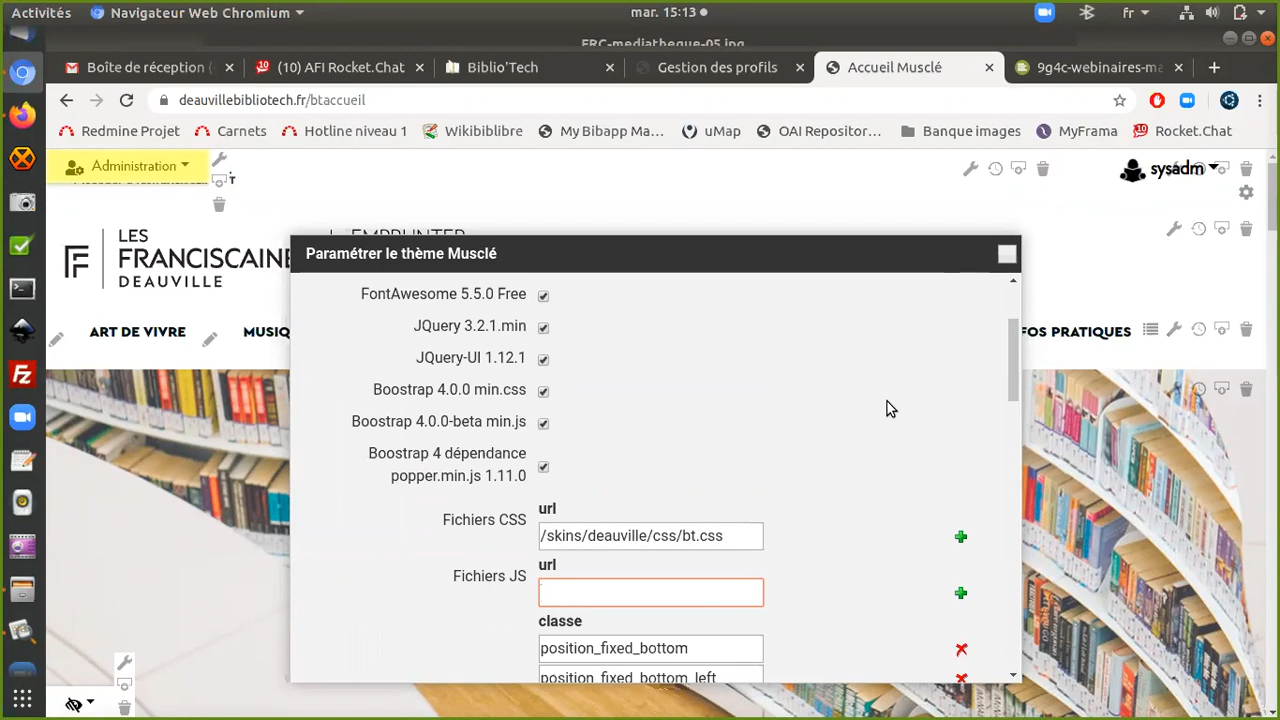 Activités Navigateur Web Chromium mar. 15:13 fr
FRC-mediatheque-05.jpg
Boîte de réception ( (10) AFI Rocket.Chat Biblio'Tech Gestion des profils Accueil Musclé 9g4c-webinaires-ma
deauvillebibliotech.fr/btaccueil
Redmine Projet Carnets Hotline niveau 1 Wikibiblibre My Bibapp Ma... uMap OAI Repositor... Banque images MyFrama Rocket.Chat
Administration sysadm
LES
FRANCISCAINE
DEAUVILLE
EMPRUNTER
ART DE VIVRE MUSIQ FOS PRATIQUES
Paramétrer le thème Musclé
FontAwesome 5.5.0 Free
JQuery 3.2.1.min
JQuery-UI 1.12.1
Boostrap 4.0.0 min.css
Boostrap 4.0.0-beta min.js
Boostrap 4 dépendance
popper.min.js 1.11.0
url
Fichiers CSS /skins/deauville/css/bt.css
url
Fichiers JS
classe
position_fixed_bottom
position_fixed_bottom_left